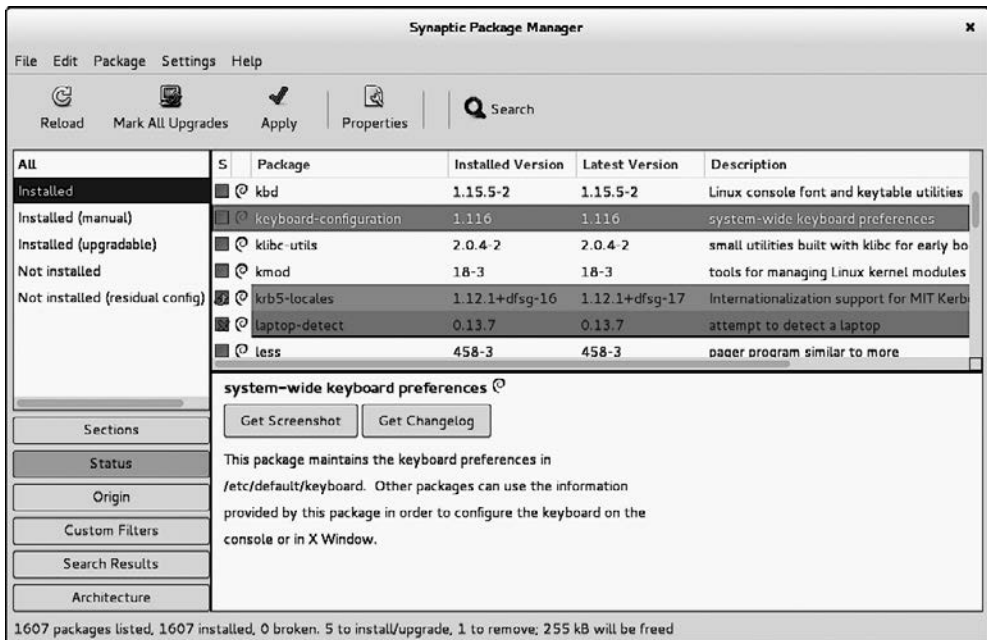 Synaptic Package Manager
File Edit Package Settings Help
Reload Mark All Upgrades Apply Properties Search
All
Installed
Installed (manual)
Installed (upgradable)
Not installed
Not installed (residual config)
S Package Installed Version Latest Version Description
kbd 1.15.5-2 1.15.5-2 Linux console font and keytable utilities
keyboard-configuration 1.116 1.116 system-wide keyboard preferences
klibc-utils 2.0.4-2 2.0.4-2 small utilities built with klibc for early bo
kmod 18-3 18-3 tools for managing Linux kernel modules
krb5-locales 1.12.1+dfsg-16 1.12.1+dfsg-17 Internationalization support for MIT Kerb
laptop-detect 0.13.7 0.13.7 attempt to detect a laptop
less 458-3 458-3 pager program similar to more
Sections
Status
Origin
Custom Filters
Search Results
Architecture
system-wide keyboard preferences
Get Screenshot Get Changelog
This package maintains the keyboard preferences in
/etc/default/keyboard. Other packages can use the information
provided by this package in order to configure the keyboard on the
console or in X Window.
1607 packages listed, 1607 installed, 0 broken. 5 to install/upgrade, 1 to remove; 255 kB will be freed